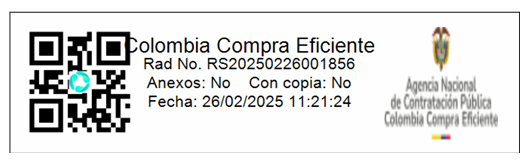 Colombia Compra Eficiente
Rad No. RS20250226001856
Anexos: No Con copia: No
Fecha: 26/02/2025 11:21:24
Agencia Nacional
de Contratación Pública
Colombia Compra Eficiente